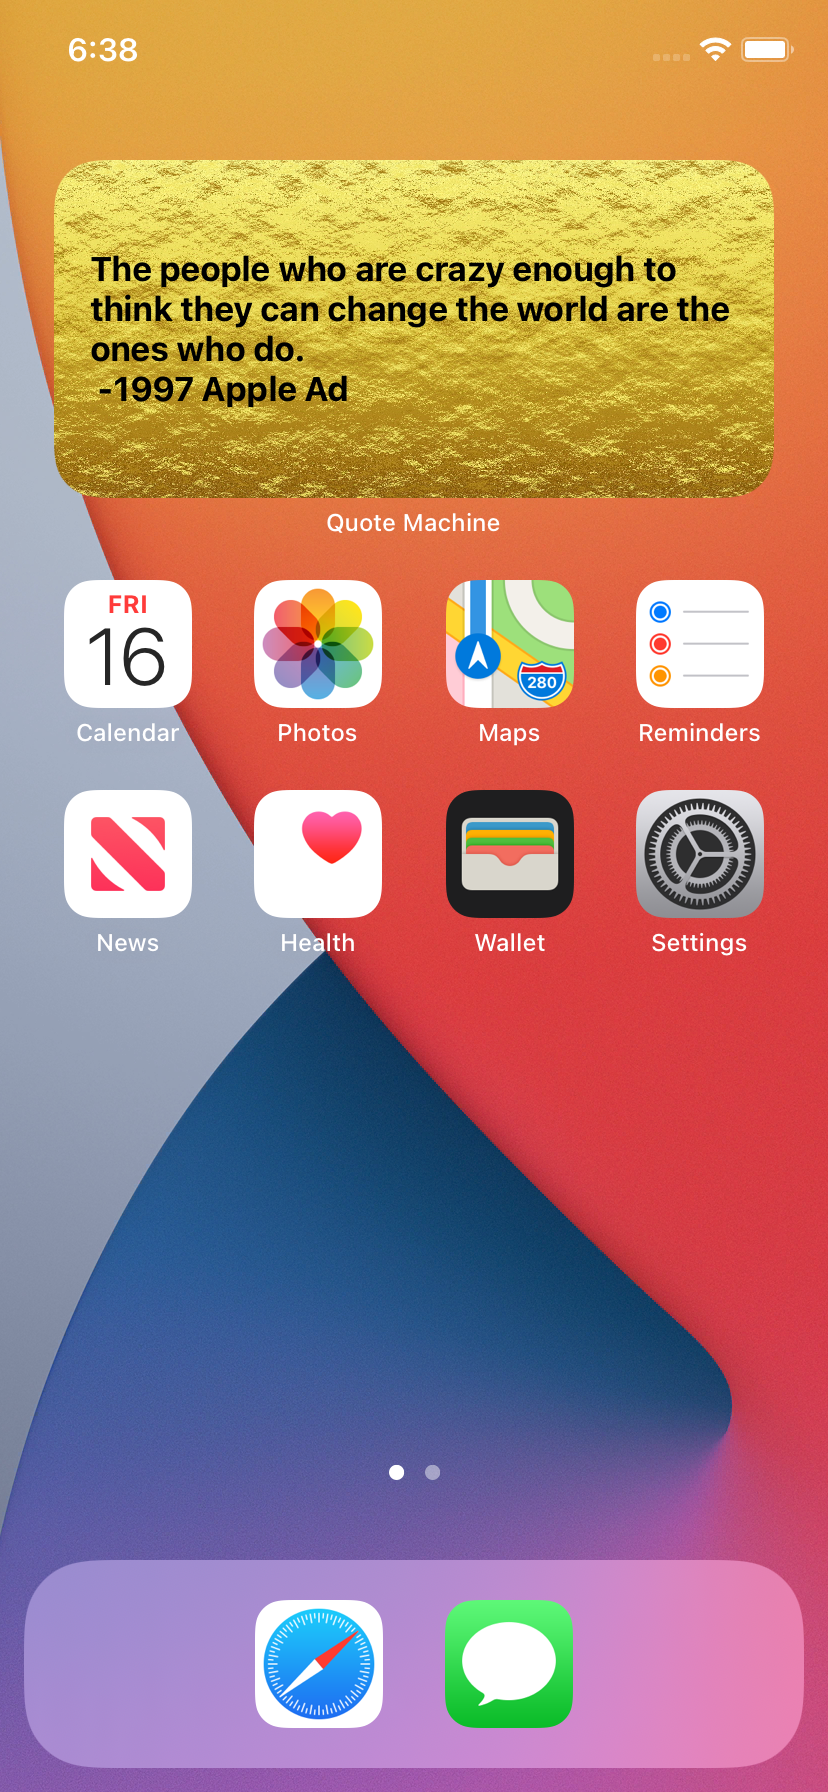 6:38
The people who are crazy enough to
think they can change the world are the
ones who do.
-1997 Apple Ad
Quote Machine
FRI
16
280
Calendar Photos Maps Reminders
News Health Wallet Settings